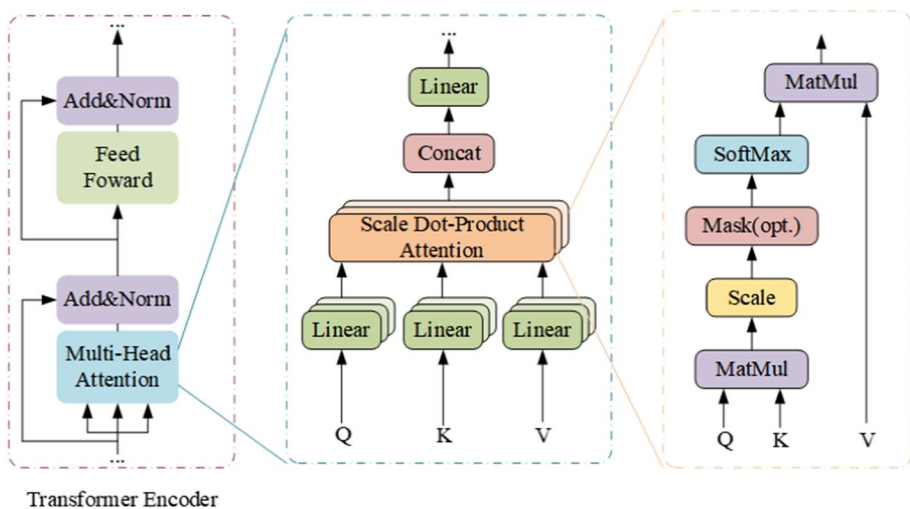 ...
Add&Norm
Feed
Foward
Add&Norm
Multi-Head
Attention
...
Transformer Encoder
...
Linear
Concat
Scale Dot-Product
Attention
Linear
Linear
Linear
Q
K
V
MatMul
SoftMax
Mask(opt.)
Scale
MatMul
Q
K
V